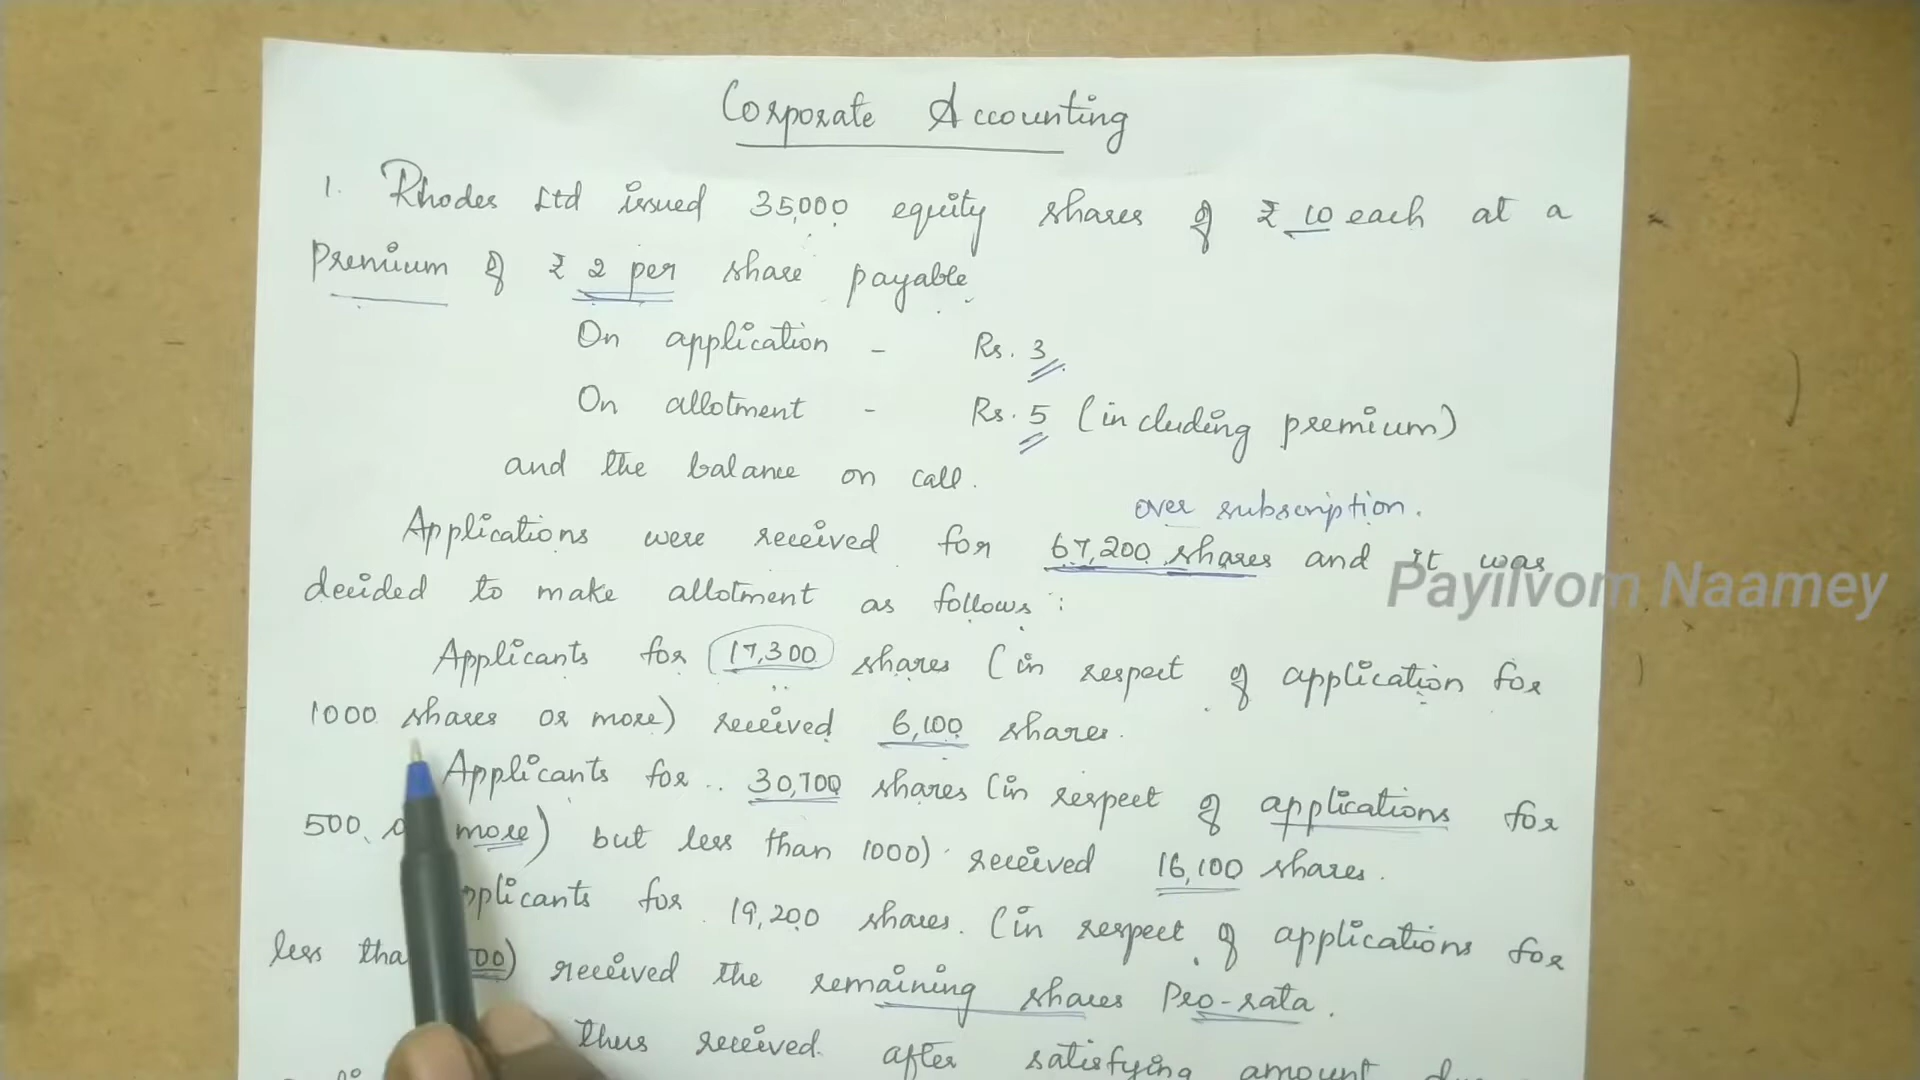 Corporate Accounting
1. Rhodes Ltd issued 35,000 equity shares of ₹ 10 each at a
premium of ₹ 2 per share payable
On application - Rs. 3
On allotment - Rs. 5 (including premium)
and the balance on call.
over subscription.
Applications were received for 67,200 shares and it was
decided to make allotment as follows:
Payilvom Naamey
Applicants for 17,300 shares (in respect of application for
1000 shares or more) received 6,100 shares.
Applicants for 30,700 shares (in respect of applications for
500 more) but less than 1000) received 16,100 shares.
for 19,200 shares. (in respect of applications for
less received the remaining shares Pro-rata.
thus received after satisfying amount